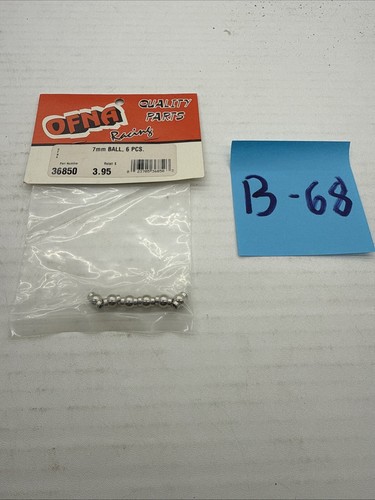 OFNA
Racing
QUALITY
PARTS
7mm BALL, 6 PCS.
36850 3.95
B-68